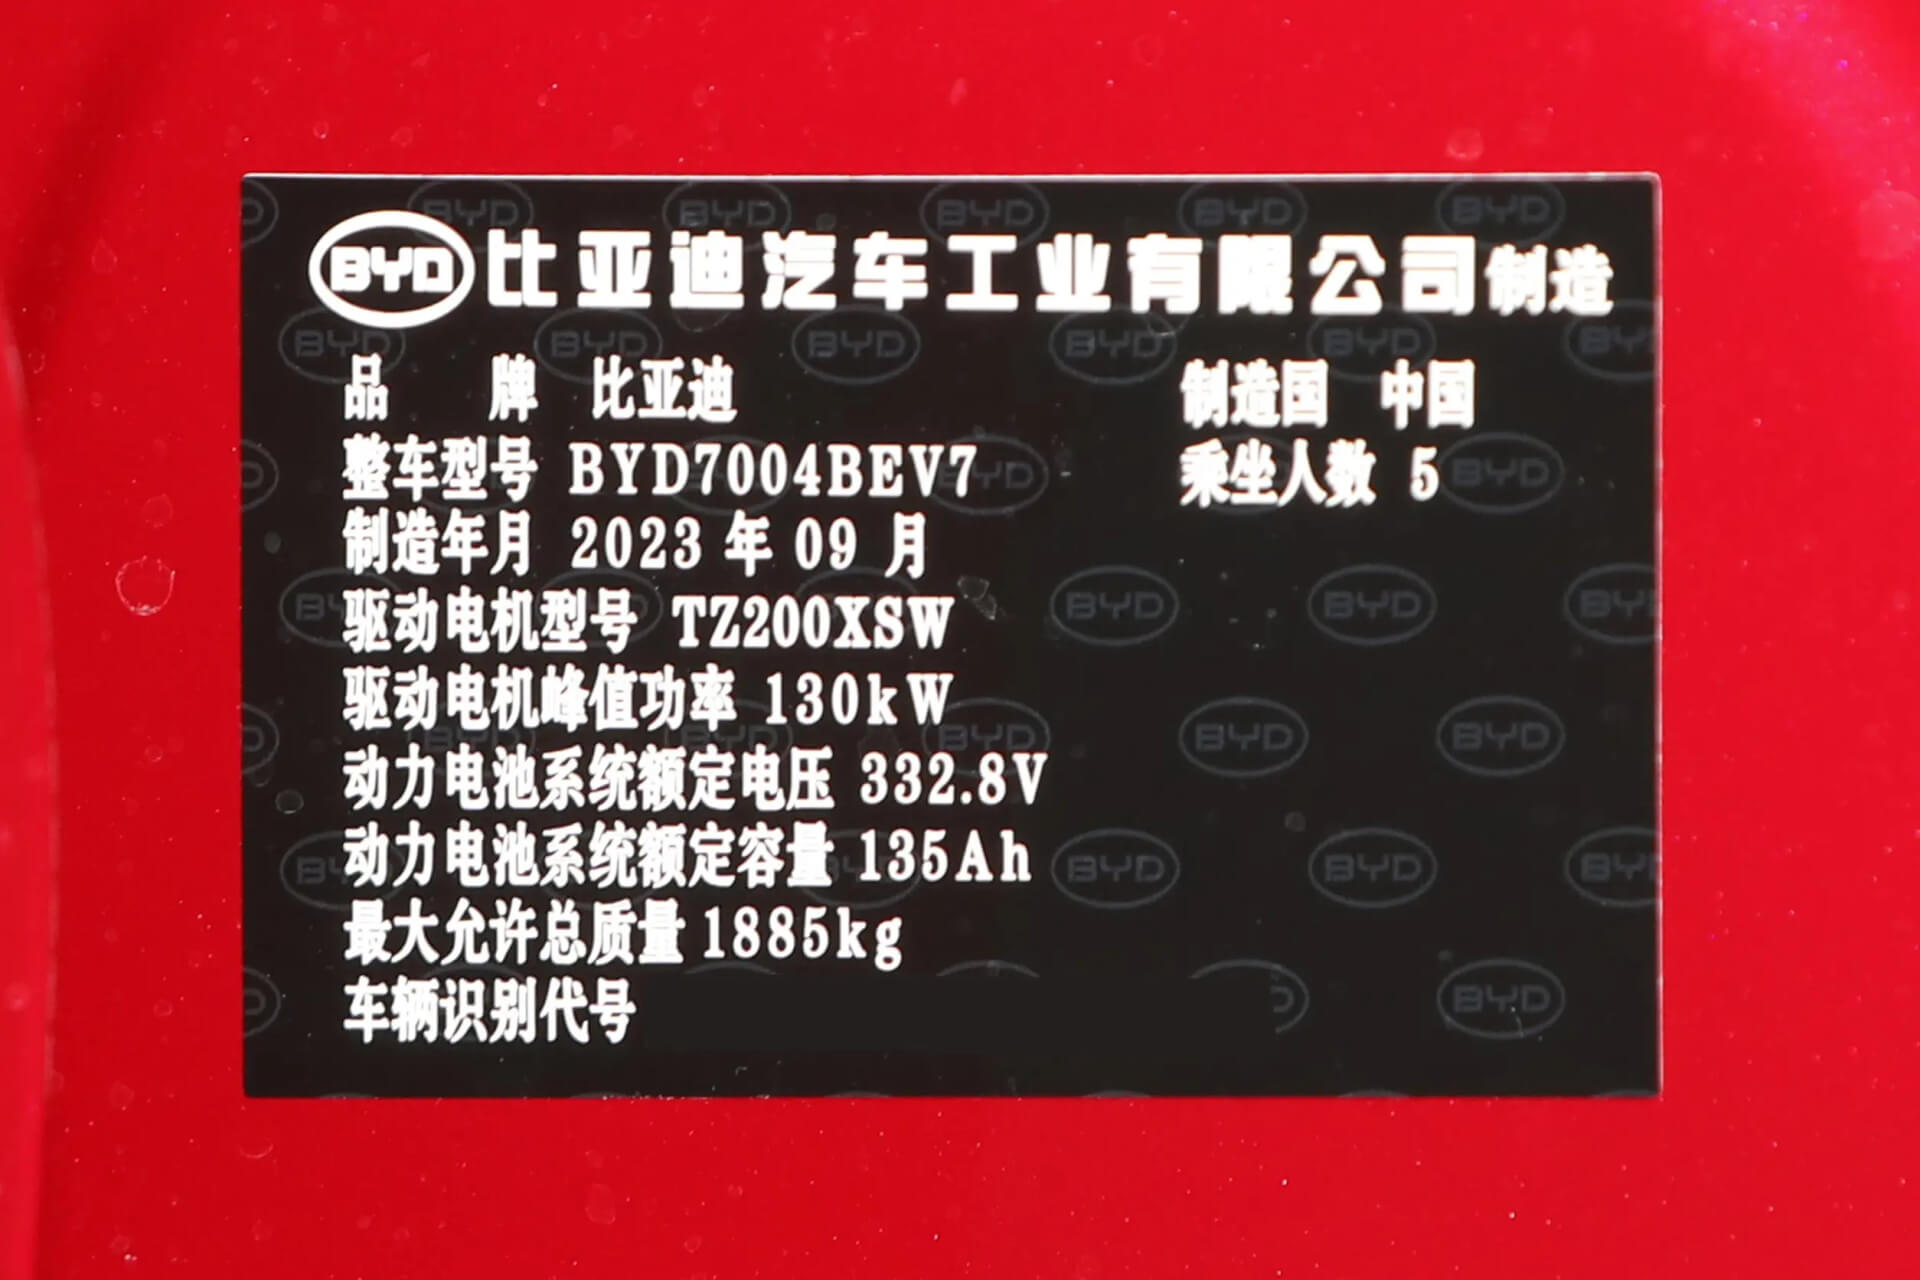 BYD 比亚迪汽车工业有限公司制造
品 牌 比亚迪 制造国 中国
整车型号 BYD7004BEV7 乘坐人数 5
制造年月 2023 年 09 月
驱动电机型号 TZ200XSW
驱动电机峰值功率 130kW
动力电池系统额定电压 332.8V
动力电池系统额定容量 135Ah
最大允许总质量 1885kg
车辆识别代号